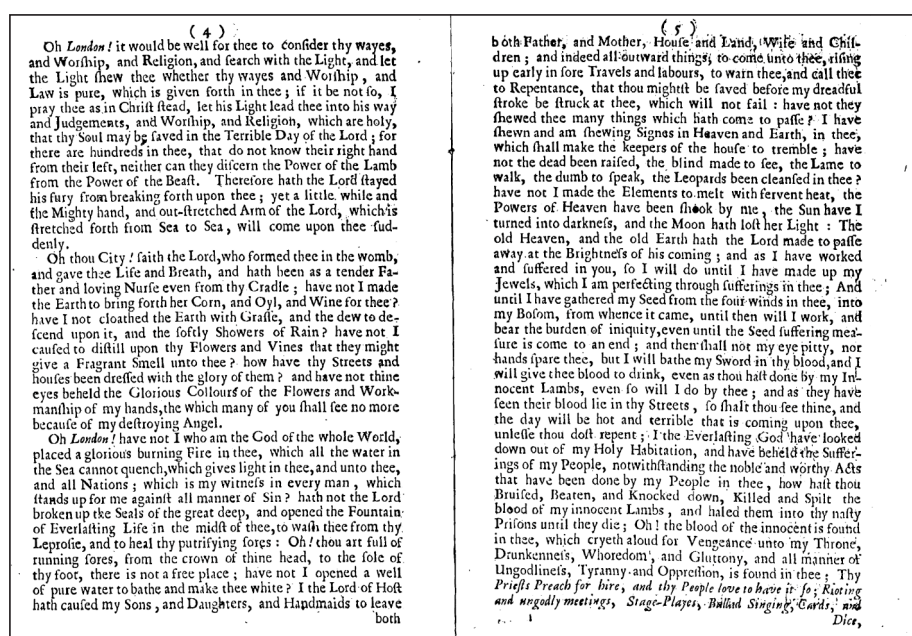 ( 4 )
Oh London! it would be well for thee to conſider thy wayes,
and Worſhip, and Religion, and ſearch with the Light, and let
the Light ſhew thee whether thy wayes and Worſhip, and
Law is pure, which is given forth in thee; if it be not ſo, I
pray thee as in Chriſt ſtead, let his Light lead thee into his way
and Judgements, and Worſhip, and Religion, which are holy,
that thy Soul may be ſaved in the Terrible Day of the Lord; for
there are hundreds in thee, that do not know their right hand
from their left, neither can they diſcern the Power of the Lamb
from the Power of the Beaſt. Therefore hath the Lord ſtayed
his fury from breaking forth upon thee; yet a little while and
the Mighty hand, and out-ſtretched Arm of the Lord, which is
ſtretched forth from Sea to Sea, will come upon thee ſud-
denly.
Oh thou City! ſaith the Lord, who formed thee in the womb,
and gave thee Life and Breath, and hath been as a tender Fa-
ther and loving Nurſe even from thy Cradle; have not I made
the Earth to bring forth her Corn, and Oyl, and Wine for thee?
have I not cloathed the Earth with Graſſe, and the dew to de-
ſcend upon it, and the ſoftly Showers of Rain? have not I
cauſed to diſtill upon thy Flowers and Vines that they might
give a Fragrant Smell unto thee? how have thy Streets and
houſes been dreſſed with the glory of them? and have not thine
eyes beheld the Glorious Collours of the Flowers and Work-
manſhip of my hands, the which many of you ſhall ſee no more
becauſe of my deſtroying Angel.
Oh London! have not I who am the God of the whole World,
placed a glorious burning Fire in thee, which all the water in
the Sea cannot quench, which gives light in thee, and unto thee,
and all Nations; which is my witneſs in every man, which
ſtands up for me againſt all manner of Sin? hath not the Lord
broken up the Seals of the great deep, and opened the Fountain
of Everlaſting Life in the midſt of thee, to waſh thee from thy
Leproſie, and to heal thy putrifying ſores: Oh! thou art full of
running ſores, from the crown of thine head, to the ſole of
thy foot, there is not a free place; have not I opened a well
of pure water to bathe and make thee white? I the Lord of Hoſt
hath cauſed my Sons, and Daughters, and Handmaids to leave
both
( 5 )
both Father, and Mother, Houſe and Land, Wife and Chil-
dren; and indeed all outward things; to come unto thee, riſing
up early in ſore Travels and labours, to warn thee, and call thee
to Repentance, that thou mightſt be ſaved before my dreadful
ſtroke be ſtruck at thee, which will not fail: have not they
ſhewed thee many things which hath come to paſſe? I have
ſhewn and am ſhewing Signes in Heaven and Earth, in thee,
which ſhall make the keepers of the houſe to tremble; have
not the dead been raiſed, the blind made to ſee, the Lame to
walk, the dumb to ſpeak, the Leopards been cleanſed in thee?
have not I made the Elements to melt with fervent heat, the
Powers of Heaven have been ſhook by me, the Sun have I
turned into darkneſs, and the Moon hath loſt her Light: The
old Heaven, and the old Earth hath the Lord made to paſſe
away at the Brightneſs of his coming; and as I have worked
and ſuffered in you, ſo I will do until I have made up my
Jewels, which I am perfecting through ſufferings in thee; And
until I have gathered my Seed from the four winds in thee, into
my Boſom, from whence it came, until then will I work, and
bear the burden of iniquity, even until the Seed ſuffering mea-
ſure is come to an end; and then ſhall not my eye pitty, nor
hands ſpare thee, but I will bathe my Sword in thy blood, and I
will give thee blood to drink, even as thou haſt done by my In-
nocent Lambs, even ſo will I do by thee; and as they have
ſeen their blood lie in thy Streets, ſo ſhalt thou ſee thine, and
the day will be hot and terrible that is coming upon thee,
unleſſe thou doſt repent; I the Everlaſting God have looked
down out of my Holy Habitation, and have beheld the Suffer-
ings of my People, notwithſtanding the noble and worthy Acts
that have been done by my People in thee, how haſt thou
Bruiſed, Beaten, and Knocked down, Killed and Spilt the
blood of my innocent Lambs, and haled them into thy naſty
Priſons until they die; Oh! the blood of the innocent is found
in thee, which cryeth aloud for Vengeance unto my Throne,
Drunkenneſs, Whoredom, and Gluttony, and all manner of
Ungodlineſs, Tyranny and Oppreſſion, is found in thee; Thy
Prieſts Preach for hire, and thy People love to have it ſo; Rioting
and ungodly meetings, Stage-Playes, Ballad Singing, Cards, and
Dice,